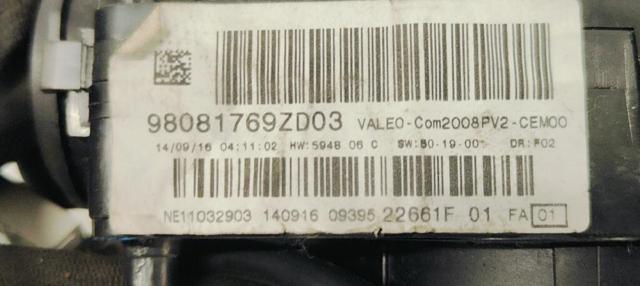 98081769ZD03 VALEO-Com2008PV2-CEM00
14/09/16 04:11:02 HW:5948 06 C SW:50-19-00 DR:F02
NE11032903 140916 09395 22661F 01 FA 01